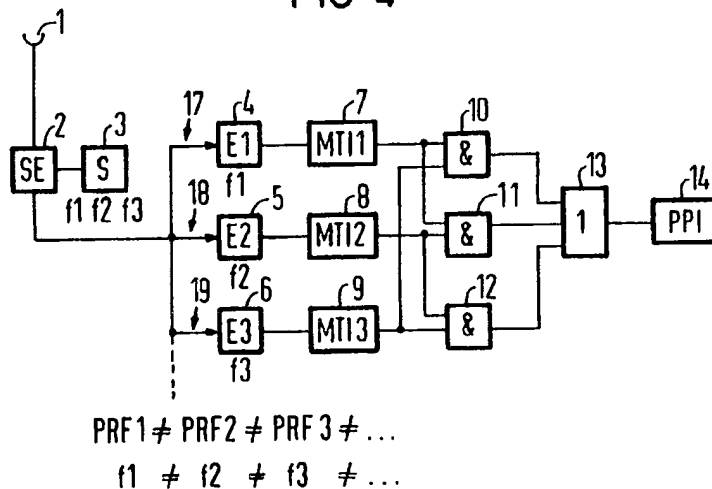 FIG 4
1
2
3
SE
S
f1 f2 f3
17
4
E1
f1
7
MTI1
10
&
18
5
E2
f2
8
MTI2
11
&
13
1
14
PPI
19
6
E3
f3
9
MTI3
12
&
PRF1 ≠ PRF2 ≠ PRF3 ≠ ...
f1 ≠ f2 ≠ f3 ≠ ...